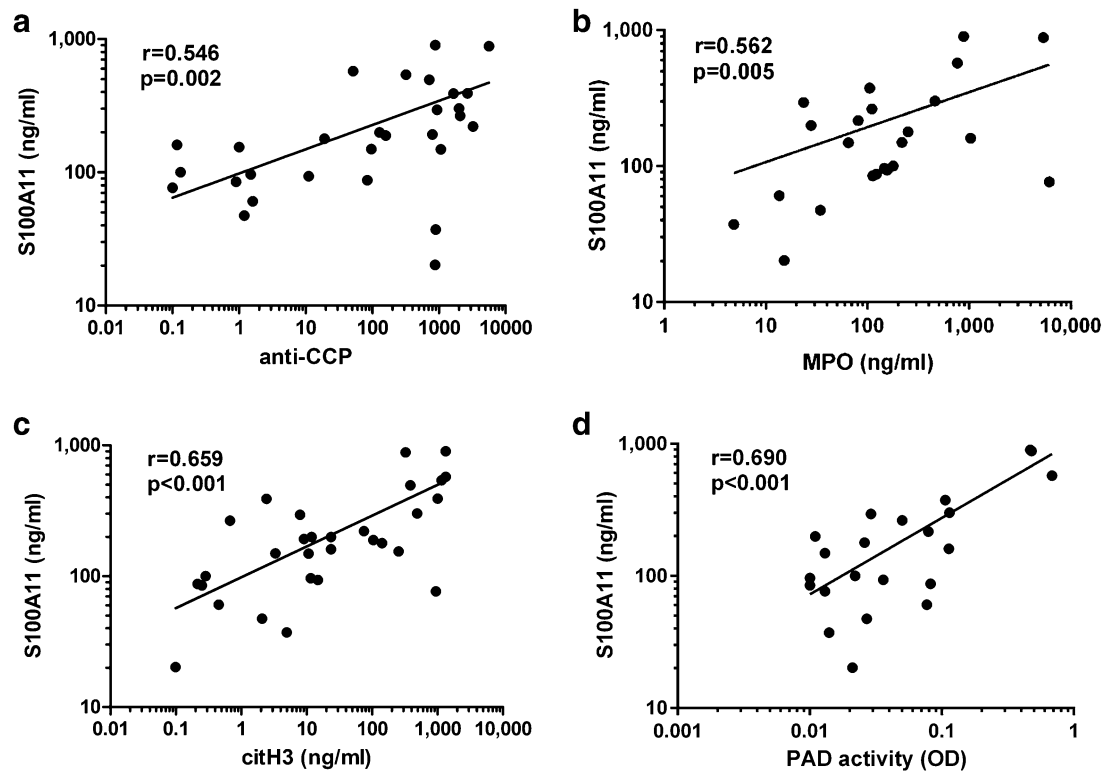 a
1,000
100
10
S100A11 (ng/ml)
r=0.546
p=0.002
0.01 0.1 1 10 100 1000 10000
anti-CCP
b
1,000
100
10
S100A11 (ng/ml)
r=0.562
p=0.005
1 10 100 1,000 10,000
MPO (ng/ml)
c
1,000
100
10
S100A11 (ng/ml)
r=0.659
p<0.001
0.01 0.1 1 10 100 1,000 10,000
citH3 (ng/ml)
d
1,000
100
10
S100A11 (ng/ml)
r=0.690
p<0.001
0.001 0.01 0.1 1
PAD activity (OD)